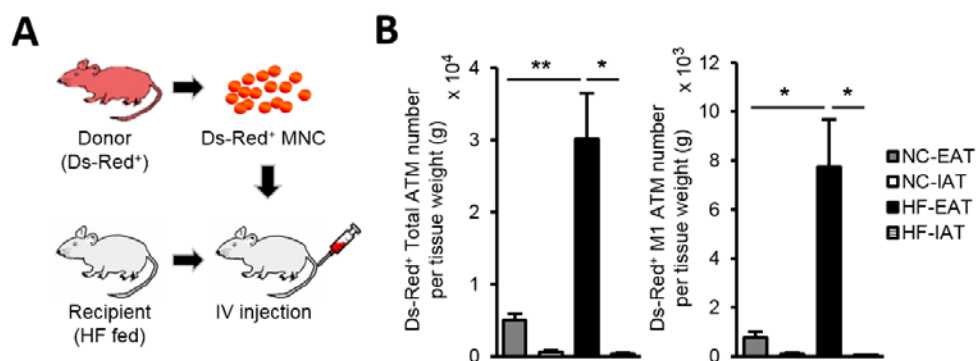 A
Donor
(Ds-Red⁺)
Ds-Red⁺ MNC
Recipient
(HF fed)
IV injection
B
Ds-Red⁺ Total ATM number
per tissue weight (g)
x 10⁴
4
3
2
1
0
**
*
Ds-Red⁺ M1 ATM number
per tissue weight (g)
x 10³
10
8
6
4
2
0
*
*
NC-EAT
NC-IAT
HF-EAT
HF-IAT